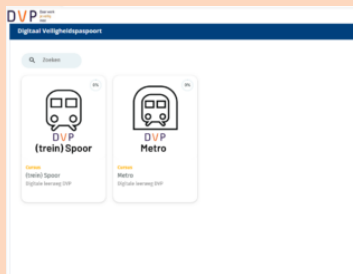 DVP
Digitaal Veiligheidspaspoort
Zoeken
0%
0%
DVP
(trein) Spoor
DVP
Metro
Cursus
(trein) Spoor
Digitale leerweg DVP
Cursus
Metro
Digitale leerweg DVP